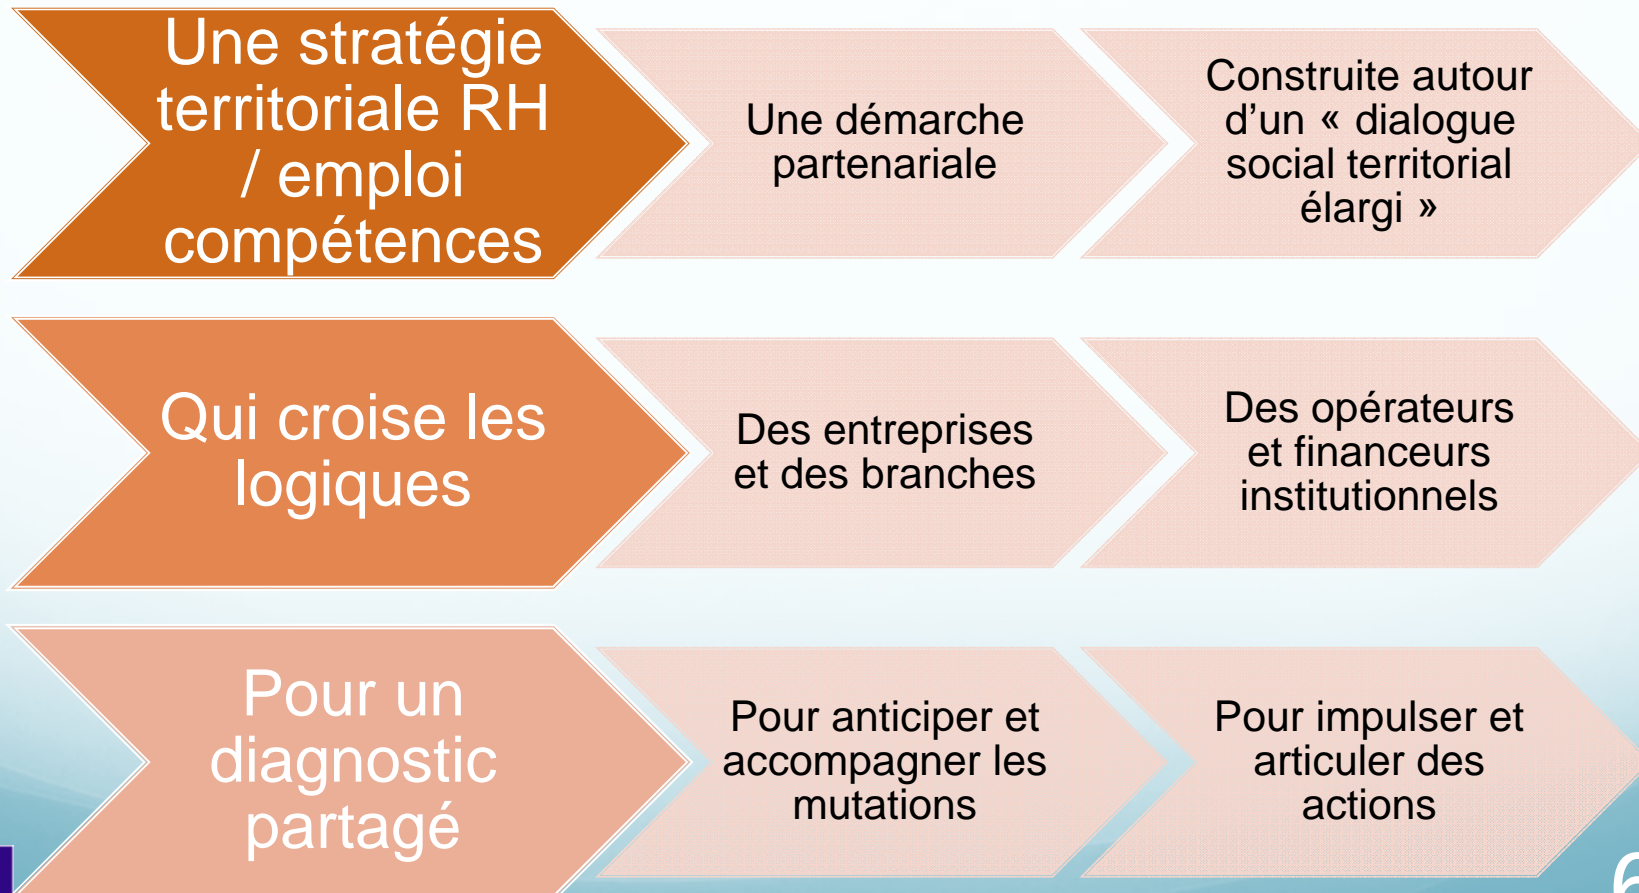 Une stratégie
territoriale RH
/ emploi
compétences
Une démarche
partenariale
Construite autour
d'un « dialogue
social territorial
élargi »
Qui croise les
logiques
Des entreprises
et des branches
Des opérateurs
et financeurs
institutionnels
Pour un
diagnostic
partagé
Pour anticiper et
accompagner les
mutations
Pour impulser et
articuler des
actions